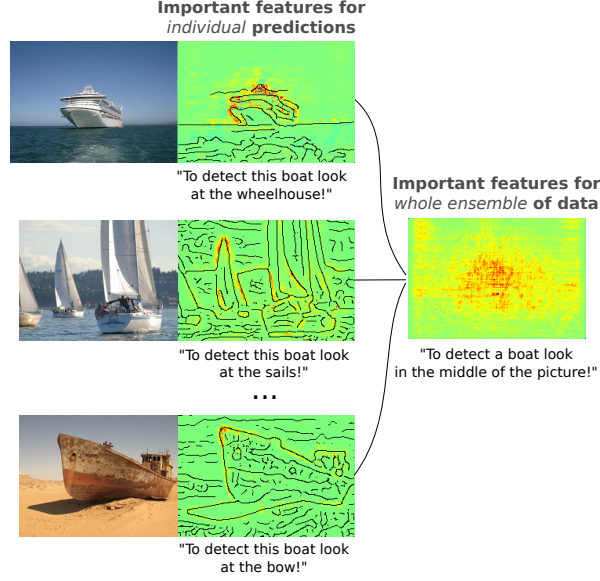 Important features for
individual predictions
"To detect this boat look
at the wheelhouse!"
Important features for
whole ensemble of data
"To detect this boat look
at the sails!"
"To detect a boat look
in the middle of the picture!"
...
"To detect this boat look
at the bow!"